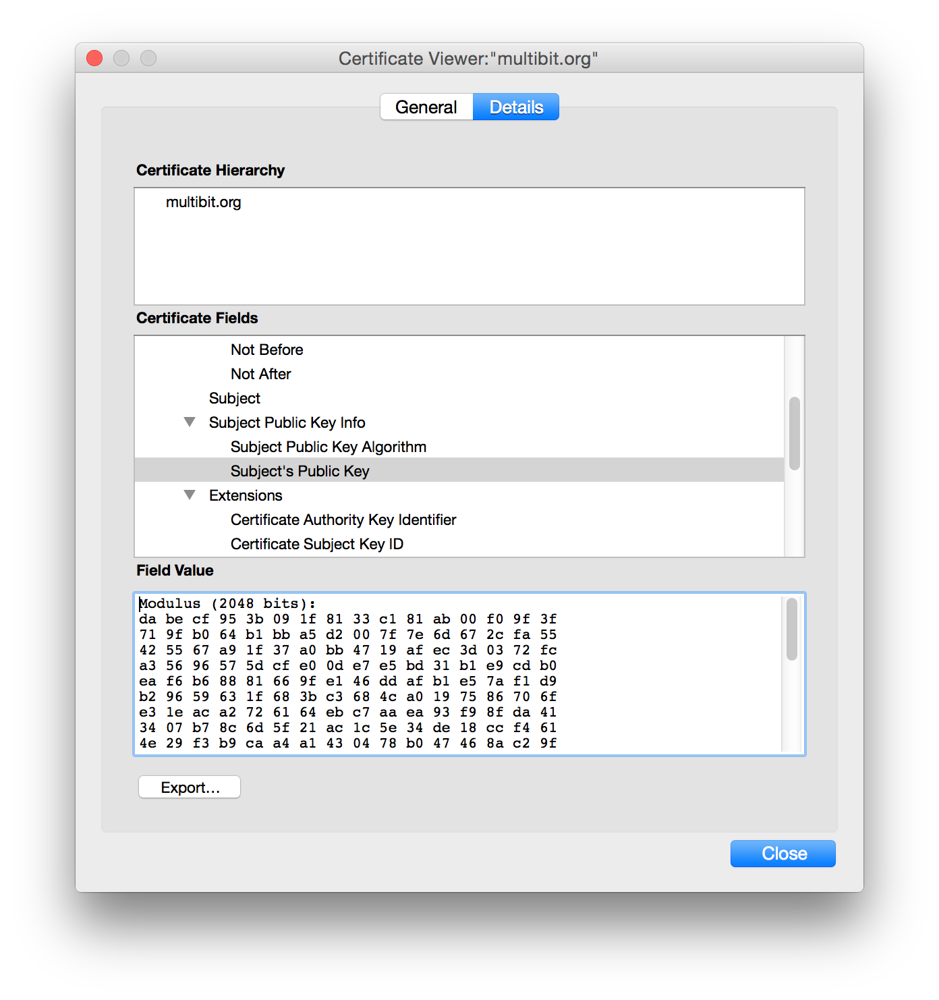 Certificate Viewer:"multibit.org"
General Details
Certificate Hierarchy
multibit.org
Certificate Fields
Not Before
Not After
Subject
Subject Public Key Info
Subject Public Key Algorithm
Subject's Public Key
Extensions
Certificate Authority Key Identifier
Certificate Subject Key ID
Field Value
Modulus (2048 bits):
da be cf 95 3b 09 1f 81 33 c1 81 ab 00 f0 9f 3f
71 9f b0 64 b1 bb a5 d2 00 7f 7e 6d 67 2c fa 55
42 55 67 a9 1f 37 a0 bb 47 19 af ec 3d 03 72 fc
a3 56 96 57 5d cf e0 0d e7 e5 bd 31 b1 e9 cd b0
ea f6 b6 88 81 66 9f e1 46 dd af b1 e5 7a f1 d9
b2 96 59 63 1f 68 3b c3 68 4c a0 19 75 86 70 6f
e3 1e ac a2 72 61 64 eb c7 aa ea 93 f9 8f da 41
34 07 b7 8c 6d 5f 21 ac 1c 5e 34 de 18 cc f4 61
4e 29 f3 b9 ca a4 a1 43 04 78 b0 47 46 8a c2 9f
Export...
Close